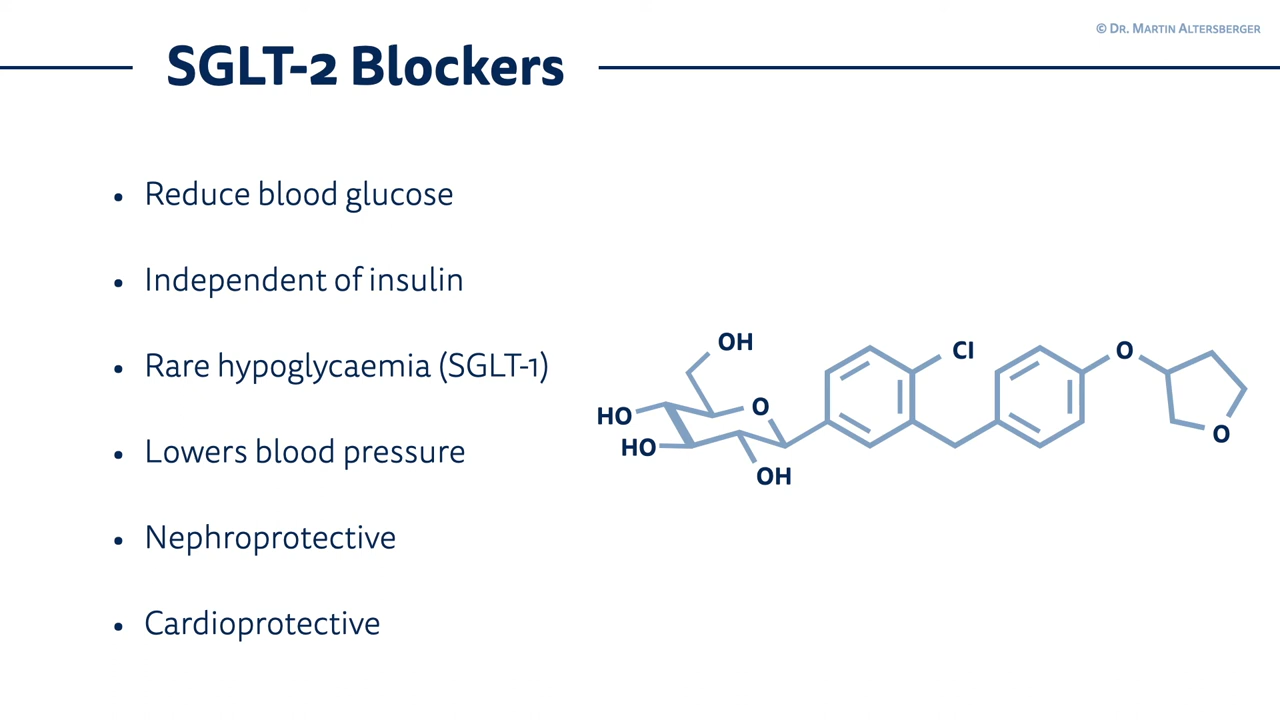 © Dr. Martin Altersberger
SGLT-2 Blockers
• Reduce blood glucose
• Independent of insulin
• Rare hypoglycaemia (SGLT-1)
• Lowers blood pressure
• Nephroprotective
• Cardioprotective
OH
Cl
O
O
HO
HO
O
OH